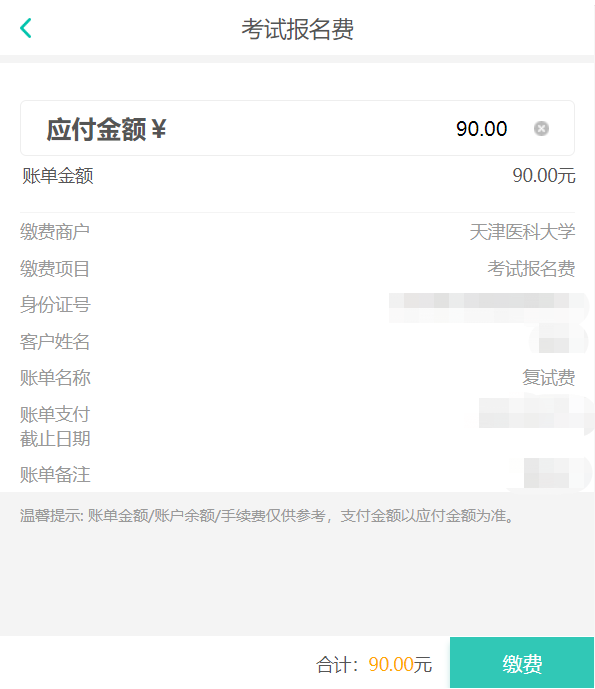 考试报名费
应付金额￥ 90.00
账单金额 90.00元
缴费商户 天津医科大学
缴费项目 考试报名费
身份证号
客户姓名
账单名称 复试费
账单支付
截止日期
账单备注
温馨提示: 账单金额/账户余额/手续费仅供参考，支付金额以应付金额为准。
合计：90.00元 缴费